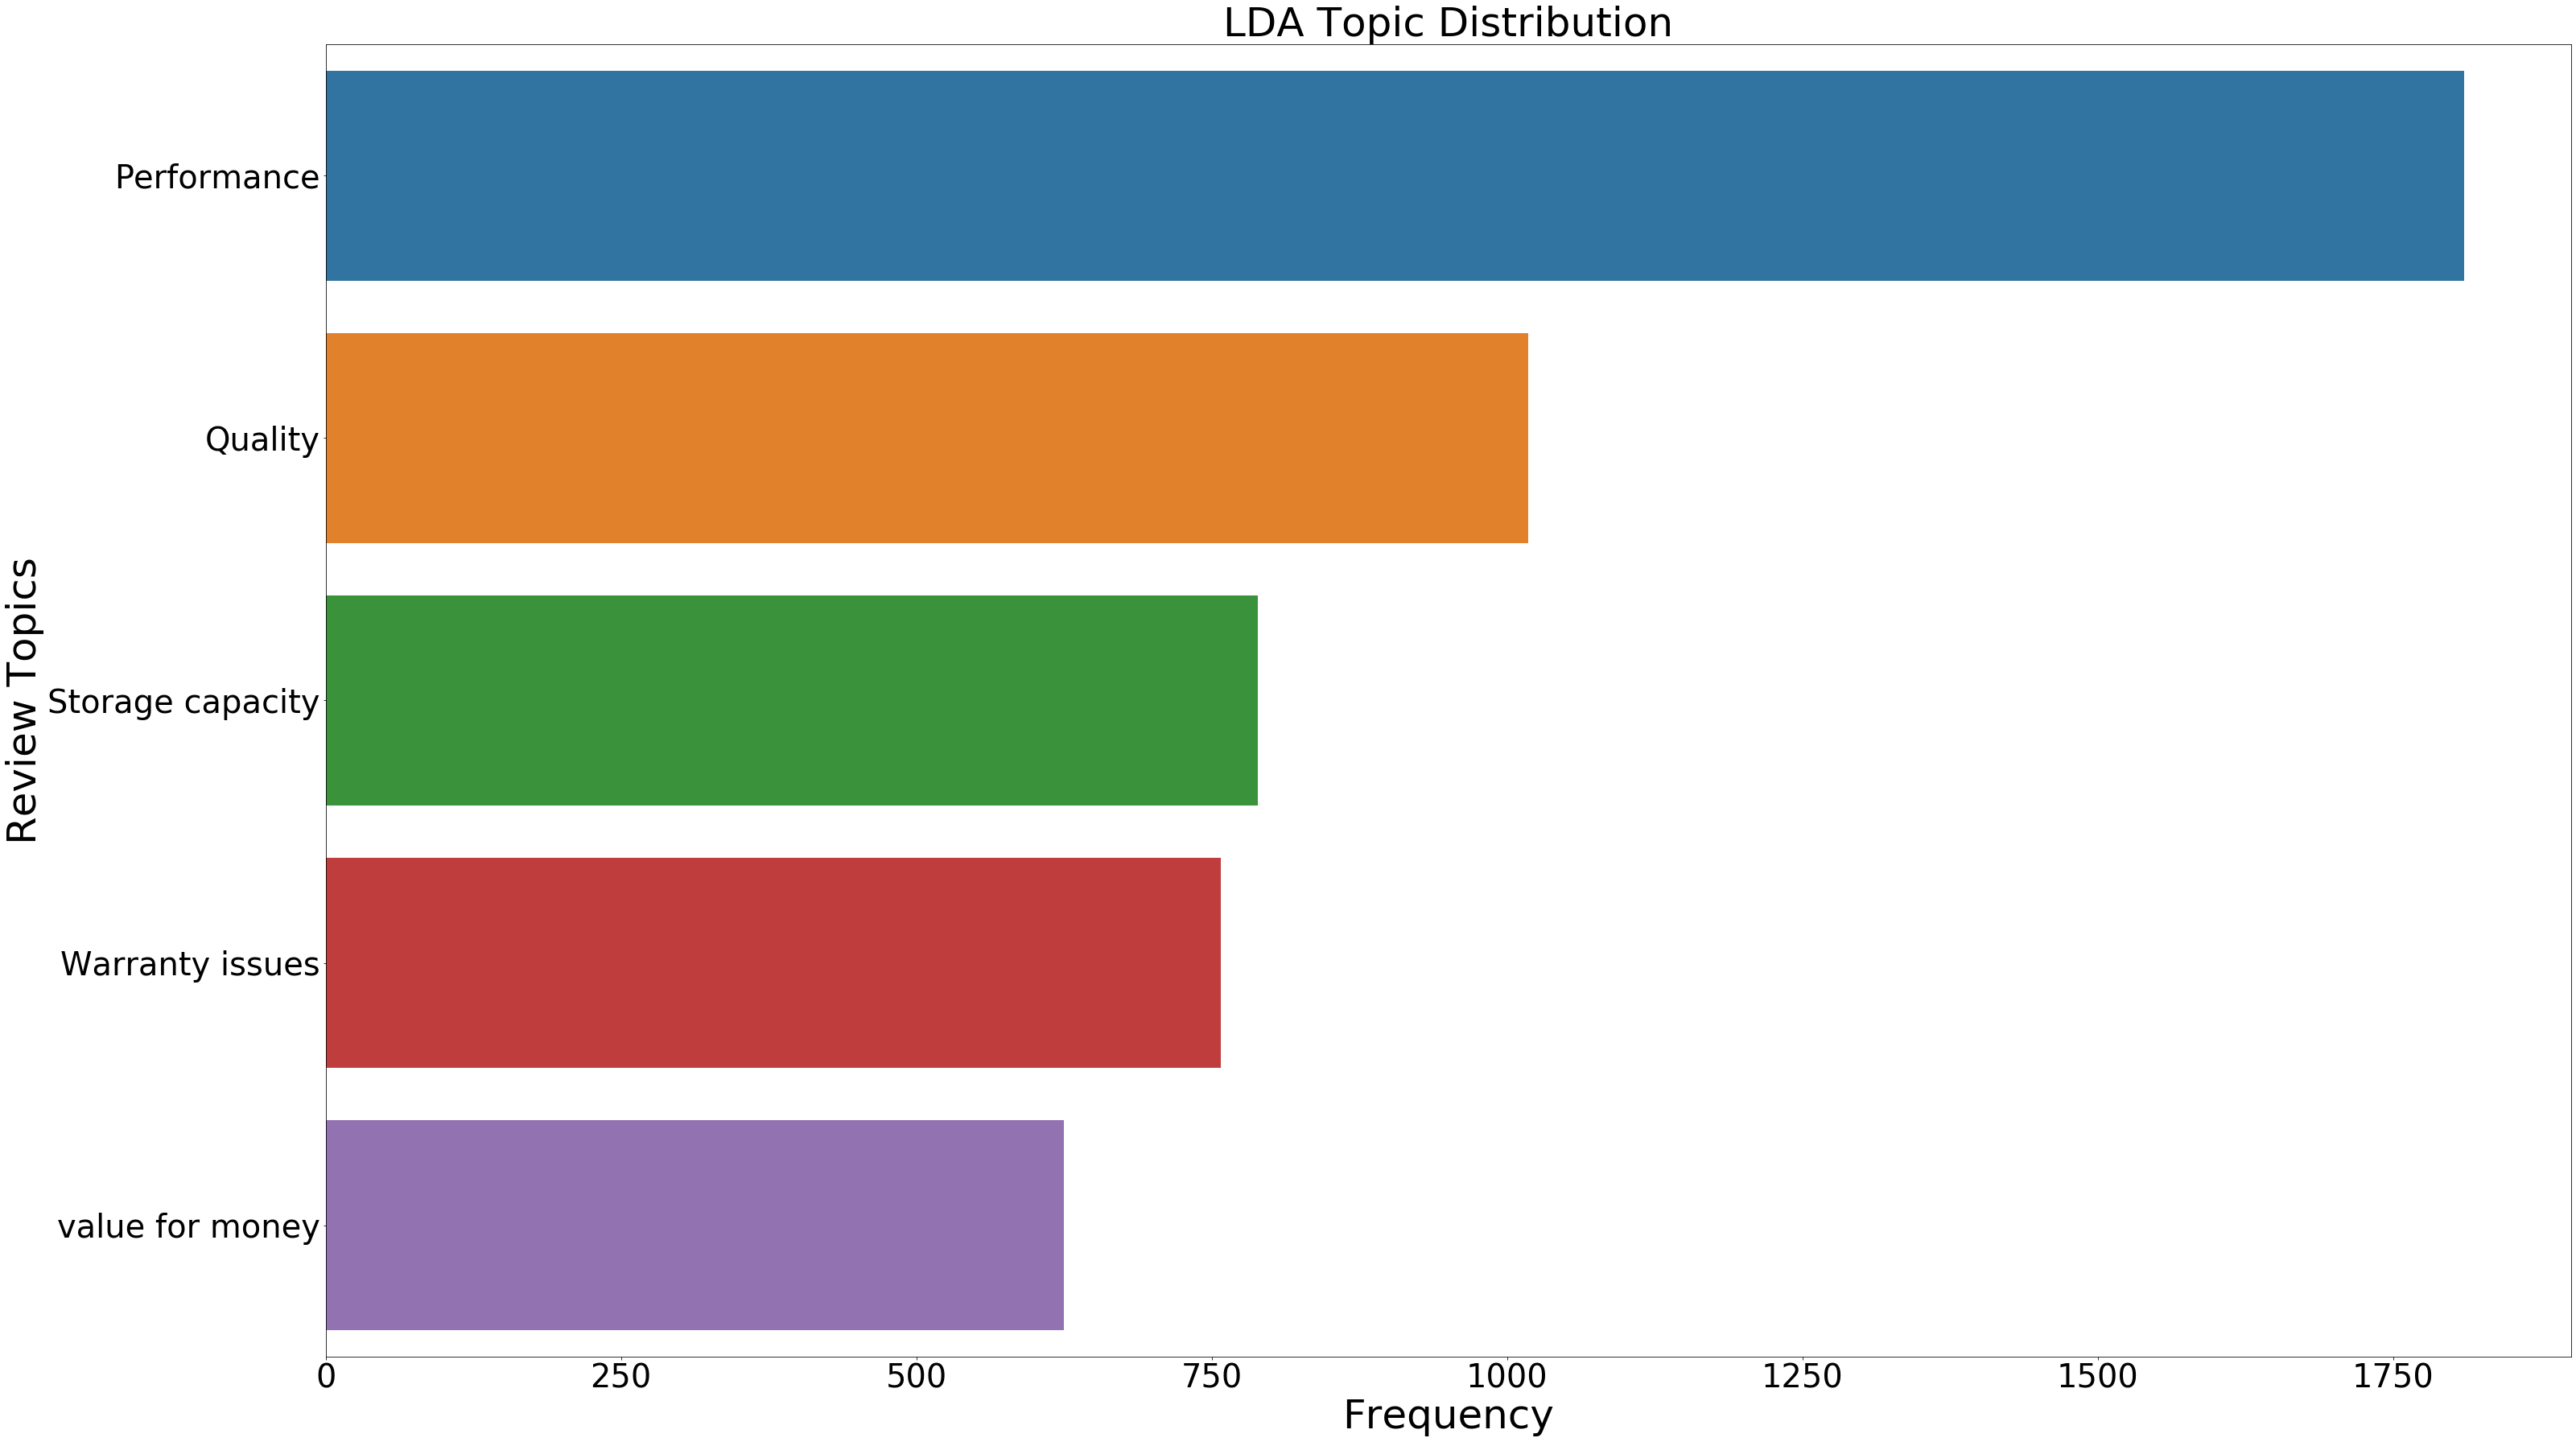 LDA Topic Distribution
Review Topics
Performance
Quality
Storage capacity
Warranty issues
value for money
0 250 500 750 1000 1250 1500 1750
Frequency